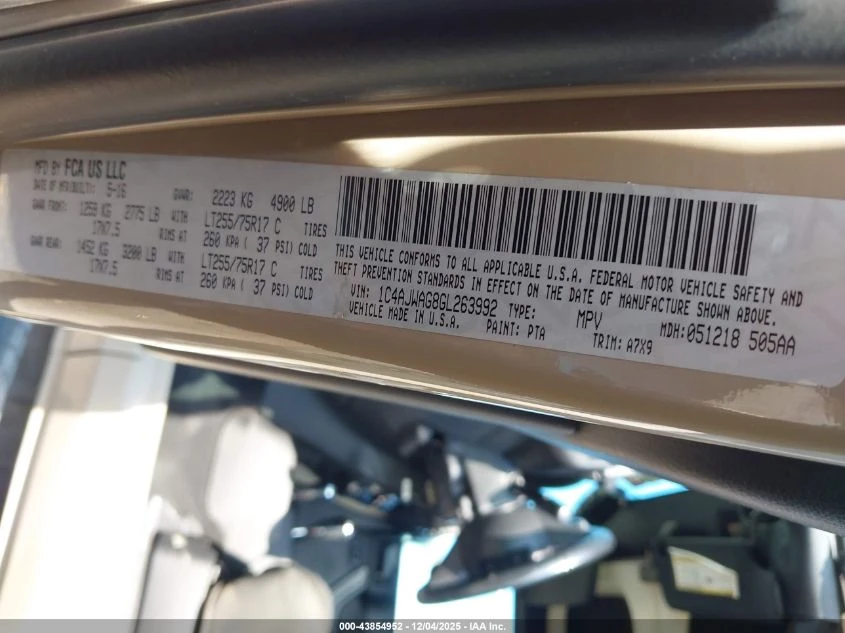 MFD BY FCA US LLC
DATE OF MFR(BUILT): 5-16 GVWR: 2223 KG 4900 LB
GAWR FRONT: 1259 KG 2775 LB WITH LT255/75R17 C TIRES
17X7.5 RIMS AT 260 KPA ( 37 PSI) COLD
GAWR REAR: 1452 KG 3200 LB WITH LT255/75R17 C TIRES
17X7.5 RIMS AT 260 KPA ( 37 PSI) COLD
THIS VEHICLE CONFORMS TO ALL APPLICABLE U.S.A. FEDERAL MOTOR VEHICLE SAFETY AND
THEFT PREVENTION STANDARDS IN EFFECT ON THE DATE OF MANUFACTURE SHOWN ABOVE.
VIN: 1C4AJWAG8GL263992 TYPE: MPV MDH:051218 505AA
VEHICLE MADE IN U.S.A. PAINT: PTA TRIM: A7X9
000-43854952 - 12/04/2025 - IAA Inc.